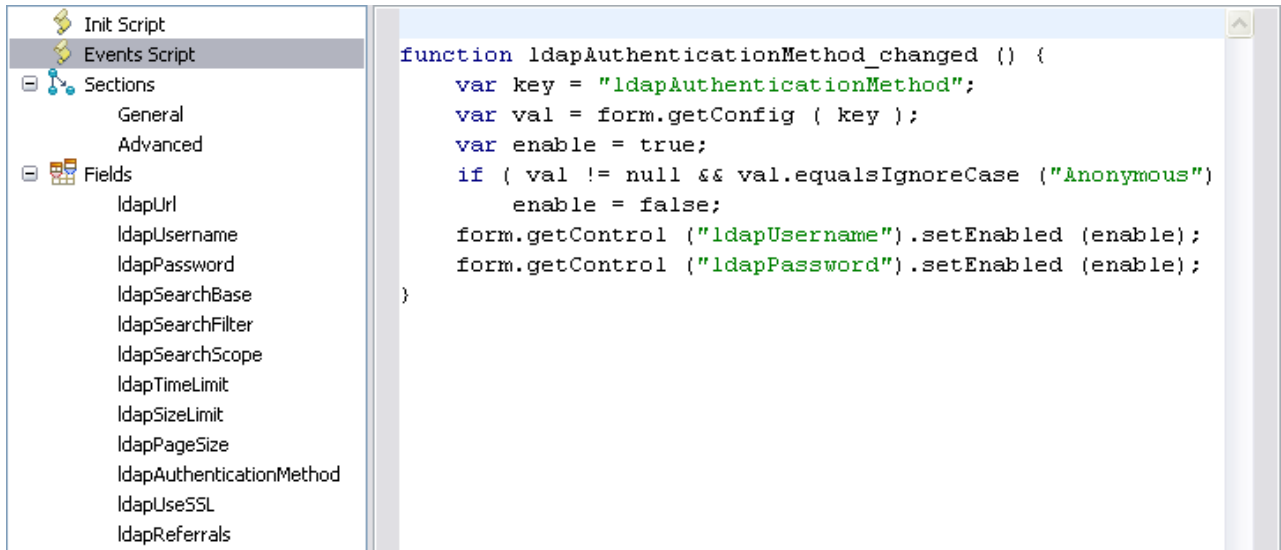 Init Script
Events Script
Sections
General
Advanced
Fields
ldapUrl
ldapUsername
ldapPassword
ldapSearchBase
ldapSearchFilter
ldapSearchScope
ldapTimeLimit
ldapSizeLimit
ldapPageSize
ldapAuthenticationMethod
ldapUseSSL
ldapReferrals
function ldapAuthenticationMethod_changed () {
    var key = "ldapAuthenticationMethod";
    var val = form.getConfig ( key );
    var enable = true;
    if ( val != null && val.equalsIgnoreCase ("Anonymous")
        enable = false;
    form.getControl ("ldapUsername").setEnabled (enable);
    form.getControl ("ldapPassword").setEnabled (enable);
}